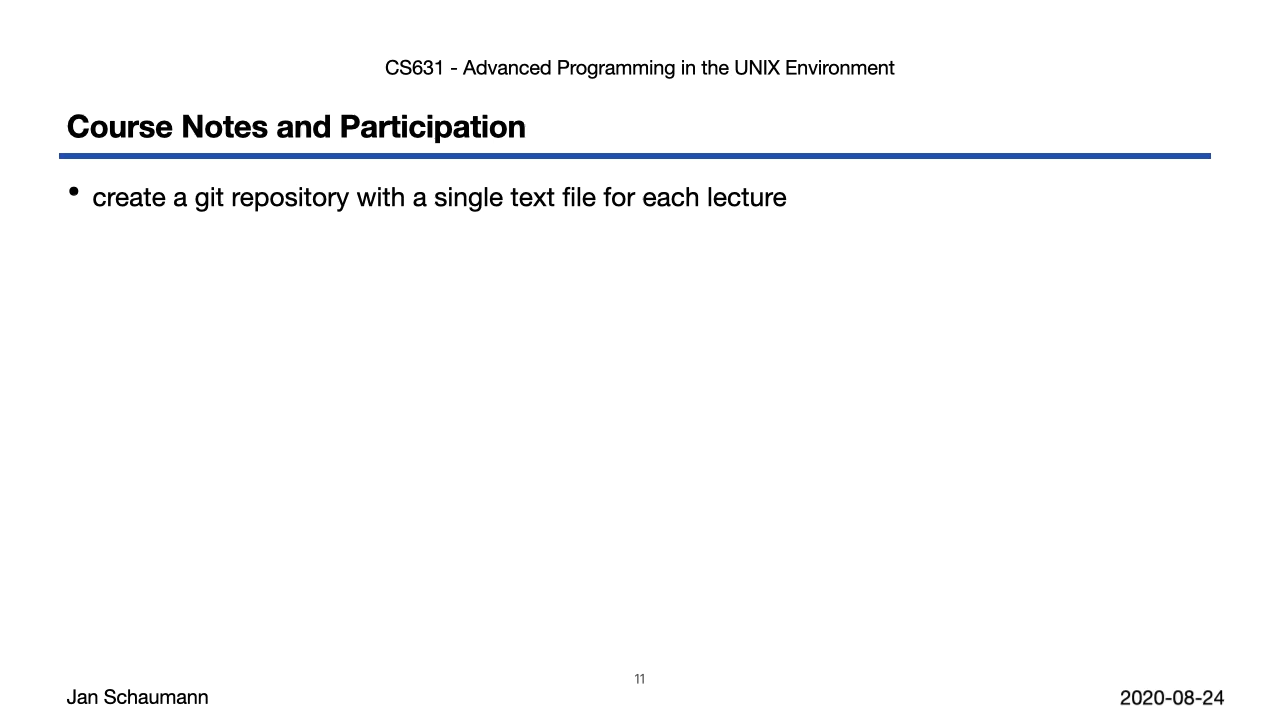 CS631 - Advanced Programming in the UNIX Environment
Course Notes and Participation
• create a git repository with a single text file for each lecture
11
Jan Schaumann
2020-08-24